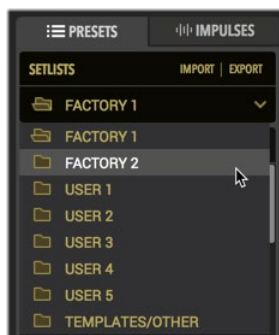 PRESETS IMPULSES
SETLISTS IMPORT | EXPORT
FACTORY 1
FACTORY 1
FACTORY 2
USER 1
USER 2
USER 3
USER 4
USER 5
TEMPLATES/OTHER